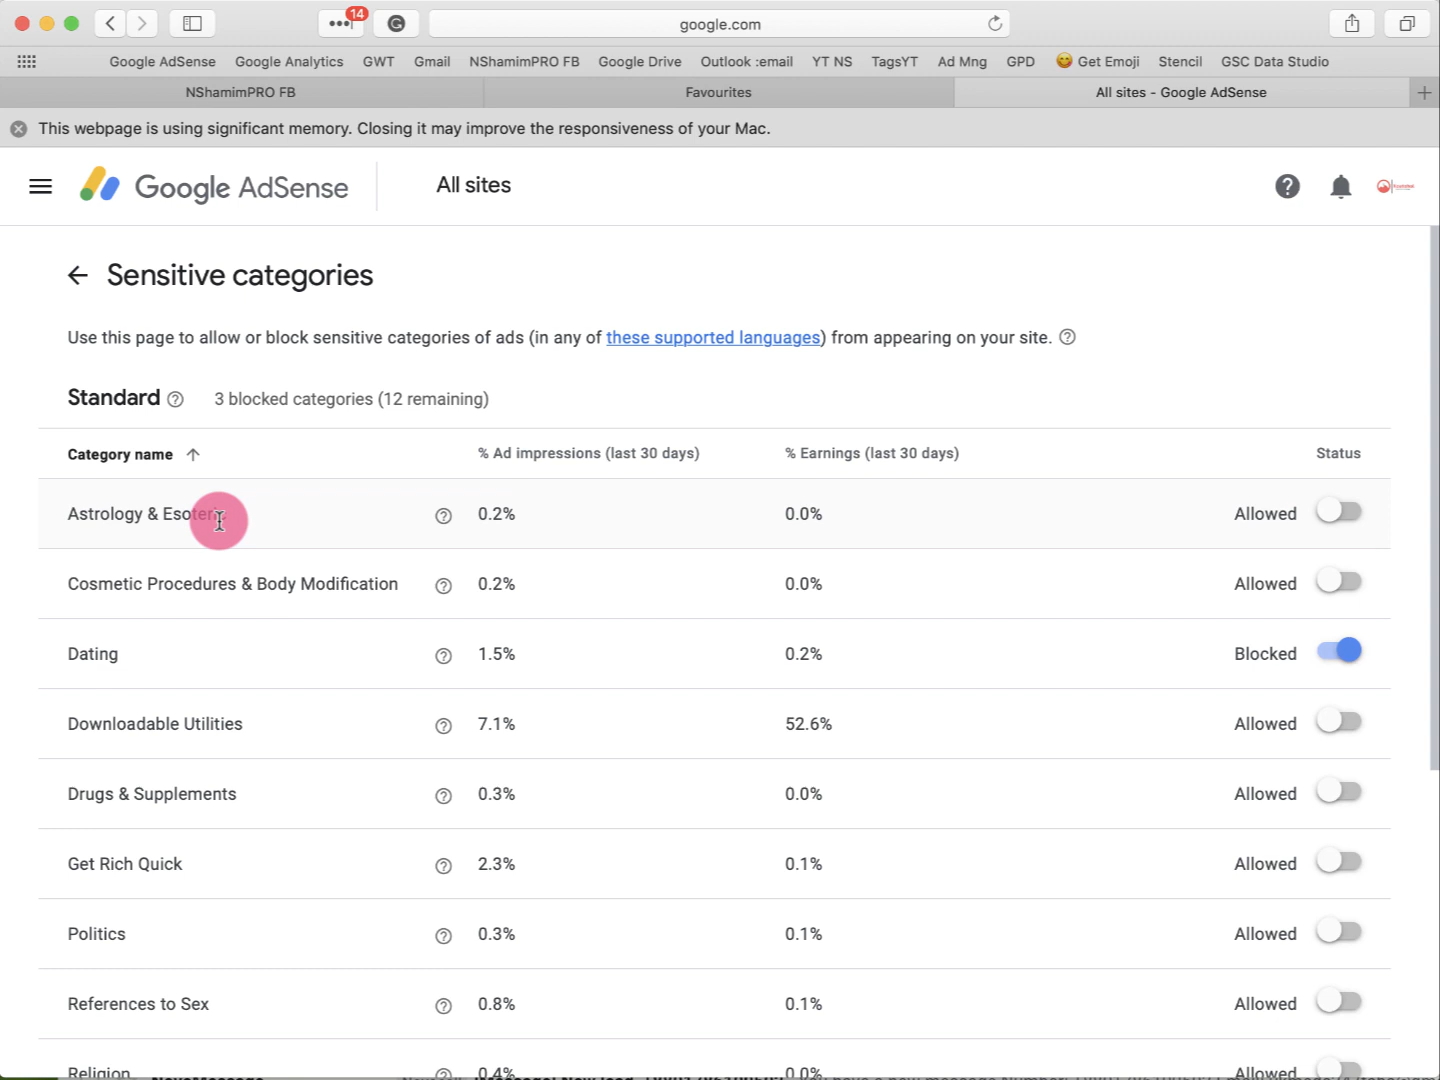 14
google.com
Google AdSense Google Analytics GWT Gmail NShamimPRO FB Google Drive Outlook :email YT NS TagsYT Ad Mng GPD Get Emoji Stencil GSC Data Studio
NShamimPRO FB Favourites All sites - Google AdSense
This webpage is using significant memory. Closing it may improve the responsiveness of your Mac.
Google AdSense All sites
Sensitive categories
Use this page to allow or block sensitive categories of ads (in any of these supported languages) from appearing on your site.
Standard 3 blocked categories (12 remaining)
Category name % Ad impressions (last 30 days) % Earnings (last 30 days) Status
Astrology & Esoteric 0.2% 0.0% Allowed
Cosmetic Procedures & Body Modification 0.2% 0.0% Allowed
Dating 1.5% 0.2% Blocked
Downloadable Utilities 7.1% 52.6% Allowed
Drugs & Supplements 0.3% 0.0% Allowed
Get Rich Quick 2.3% 0.1% Allowed
Politics 0.3% 0.1% Allowed
References to Sex 0.8% 0.1% Allowed
Religion 0.4% 0.0% Allowed